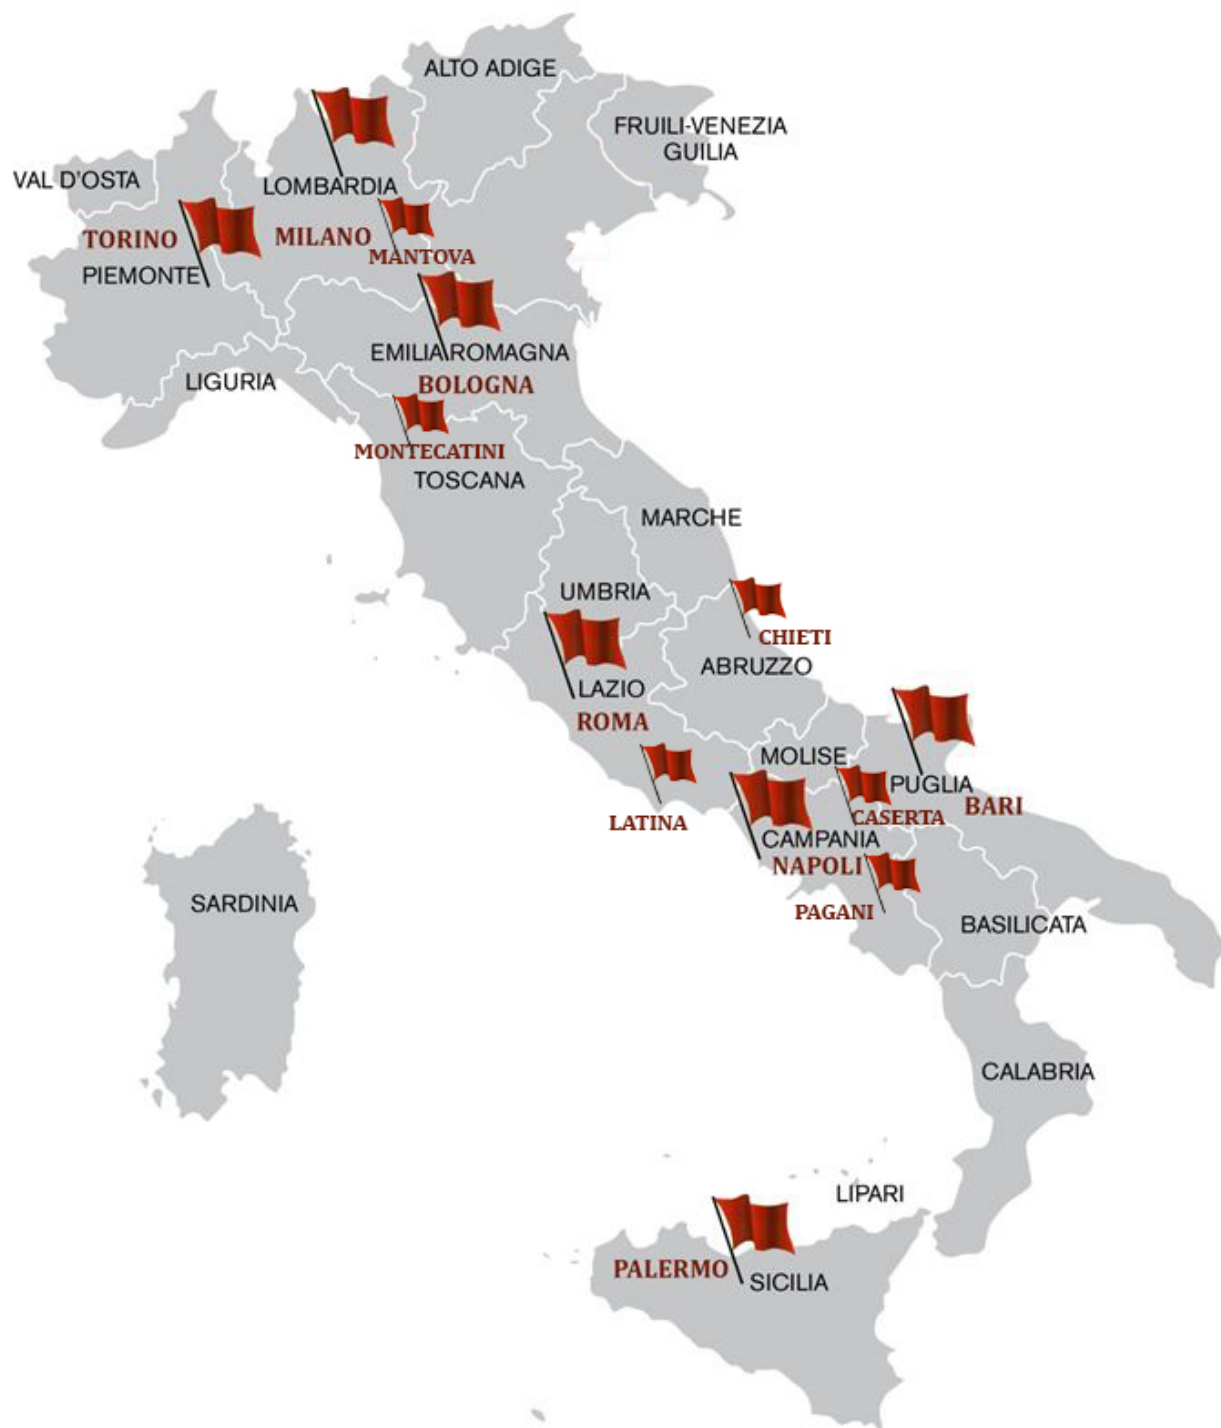 ALTO ADIGE
FRUILI-VENEZIA
GUILIA
VAL D'OSTA
LOMBARDIA
TORINO
MILANO
MANTOVA
PIEMONTE
EMILIA ROMAGNA
LIGURIA
BOLOGNA
MONTECATINI
TOSCANA
MARCHE
UMBRIA
CHIETI
ABRUZZO
LAZIO
ROMA
MOLISE
PUGLIA
BARI
LATINA
CASERTA
CAMPANIA
NAPOLI
PAGANI
SARDINIA
BASILICATA
CALABRIA
LIPARI
PALERMO
SICILIA